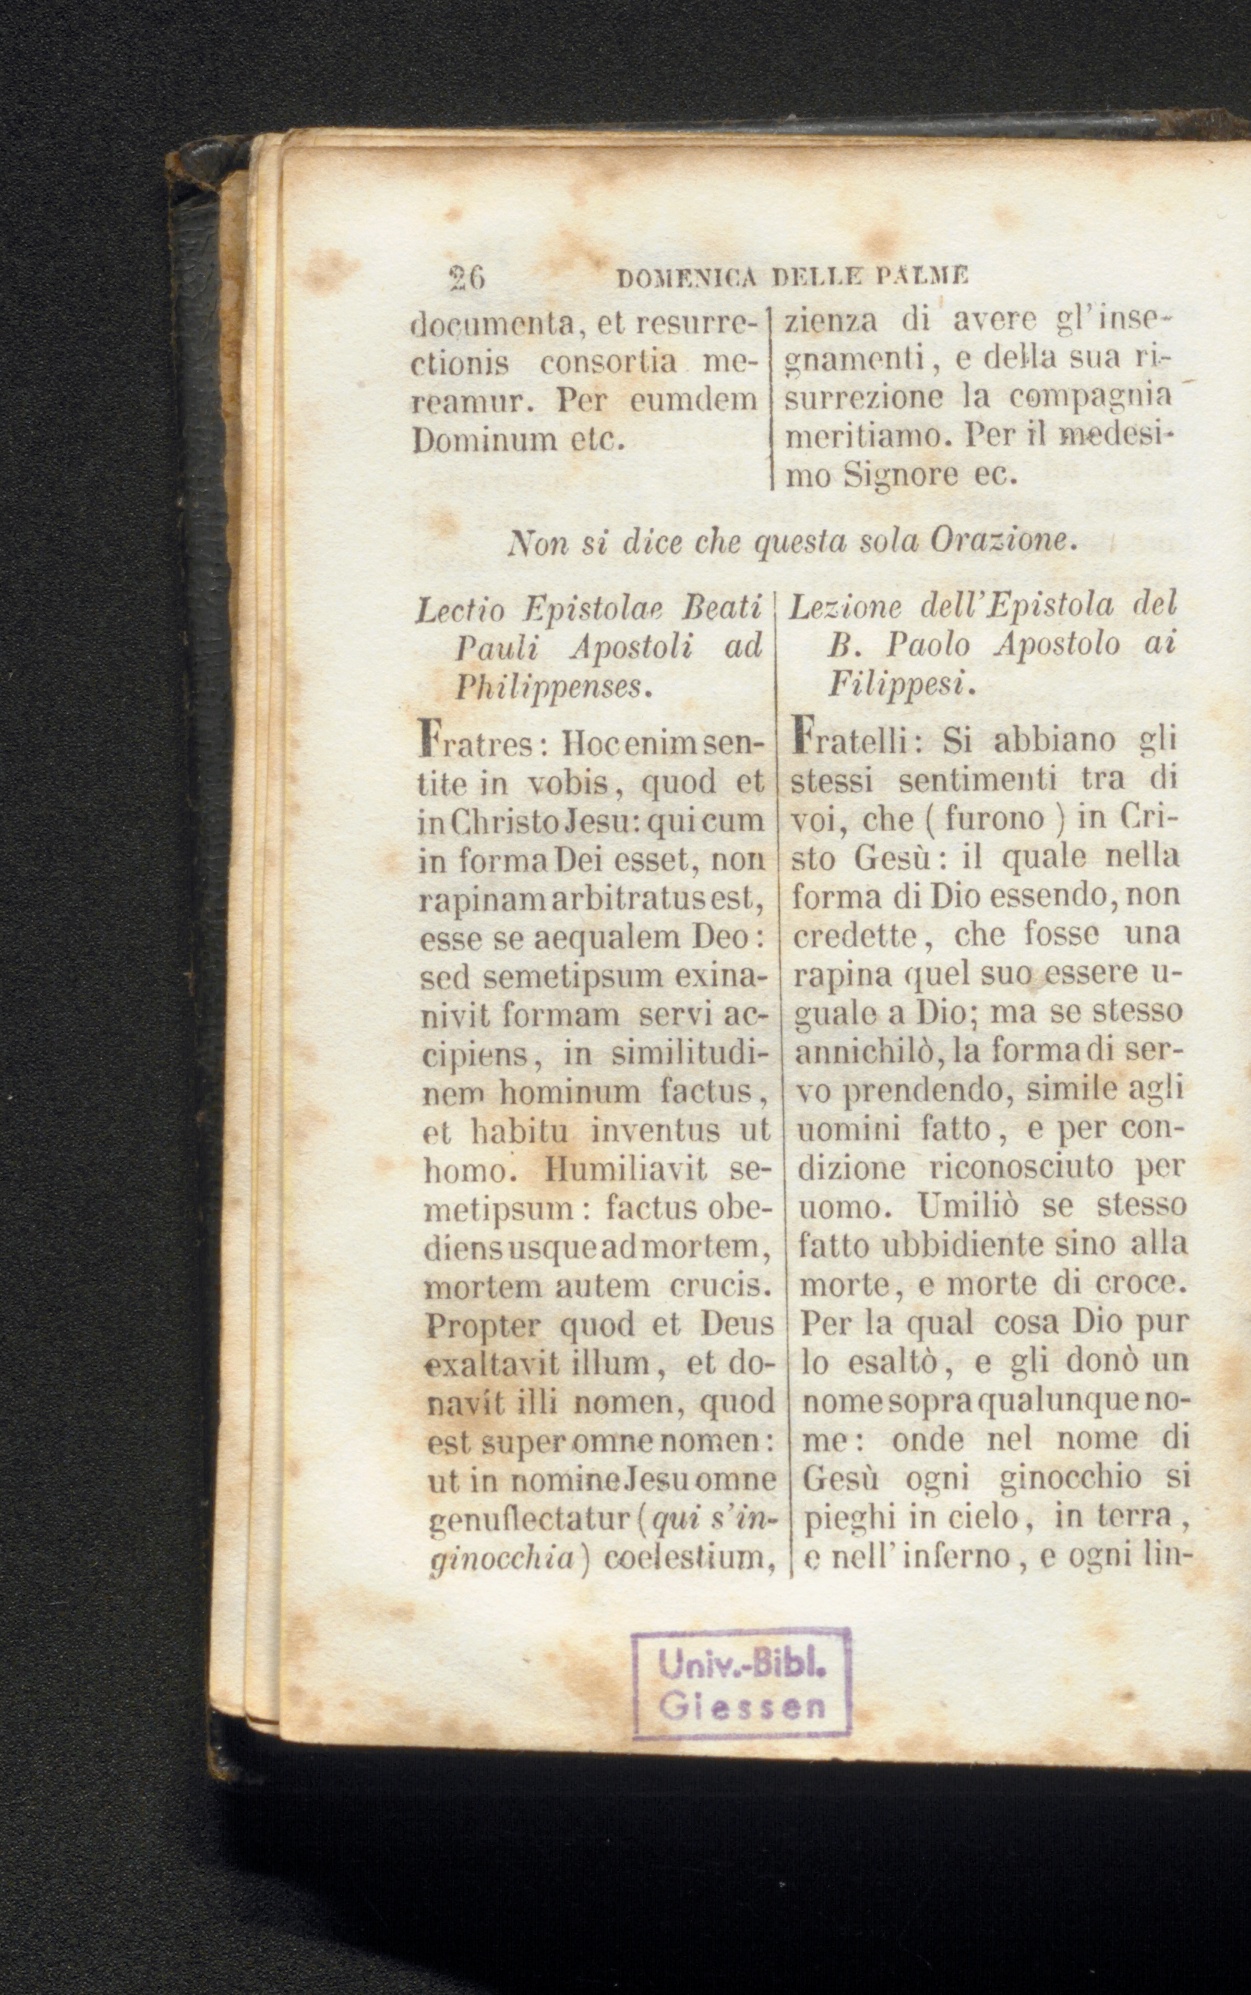 26 DOMENICA DELLE PALME
documenta, et resurre-
ctionis consortia me-
reamur. Per eumdem
Dominum etc.
zienza di avere gl'inse-
gnamenti, e della sua ri-
surrezione la compagnia
meritiamo. Per il medesi-
mo Signore ec.
Non si dice che questa sola Orazione.
Lectio Epistolae Beati
Pauli Apostoli ad
Philippenses.
Fratres: Hoc enim sen-
tite in vobis, quod et
in Christo Jesu: qui cum
in forma Dei esset, non
rapinam arbitratus est,
esse se aequalem Deo:
sed semetipsum exina-
nivit formam servi ac-
cipiens, in similitudi-
nem hominum factus,
et habitu inventus ut
homo. Humiliavit se-
metipsum: factus obe-
diens usque ad mortem,
mortem autem crucis.
Propter quod et Deus
exaltavit illum, et do-
navit illi nomen, quod
est super omne nomen:
ut in nomine Jesu omne
genuflectatur (qui s'in-
ginocchia) coelestium,
Lezione dell'Epistola del
B. Paolo Apostolo ai
Filippesi.
Fratelli: Si abbiano gli
stessi sentimenti tra di
voi, che (furono) in Cri-
sto Gesù: il quale nella
forma di Dio essendo, non
credette, che fosse una
rapina quel suo essere u-
guale a Dio; ma se stesso
annichilò, la forma di ser-
vo prendendo, simile agli
uomini fatto, e per con-
dizione riconosciuto per
uomo. Umiliò se stesso
fatto ubbidiente sino alla
morte, e morte di croce.
Per la qual cosa Dio pur
lo esaltò, e gli donò un
nome sopra qualunque no-
me: onde nel nome di
Gesù ogni ginocchio si
pieghi in cielo, in terra,
e nell'inferno, e ogni lin-
Univ.-Bibl.
Giessen